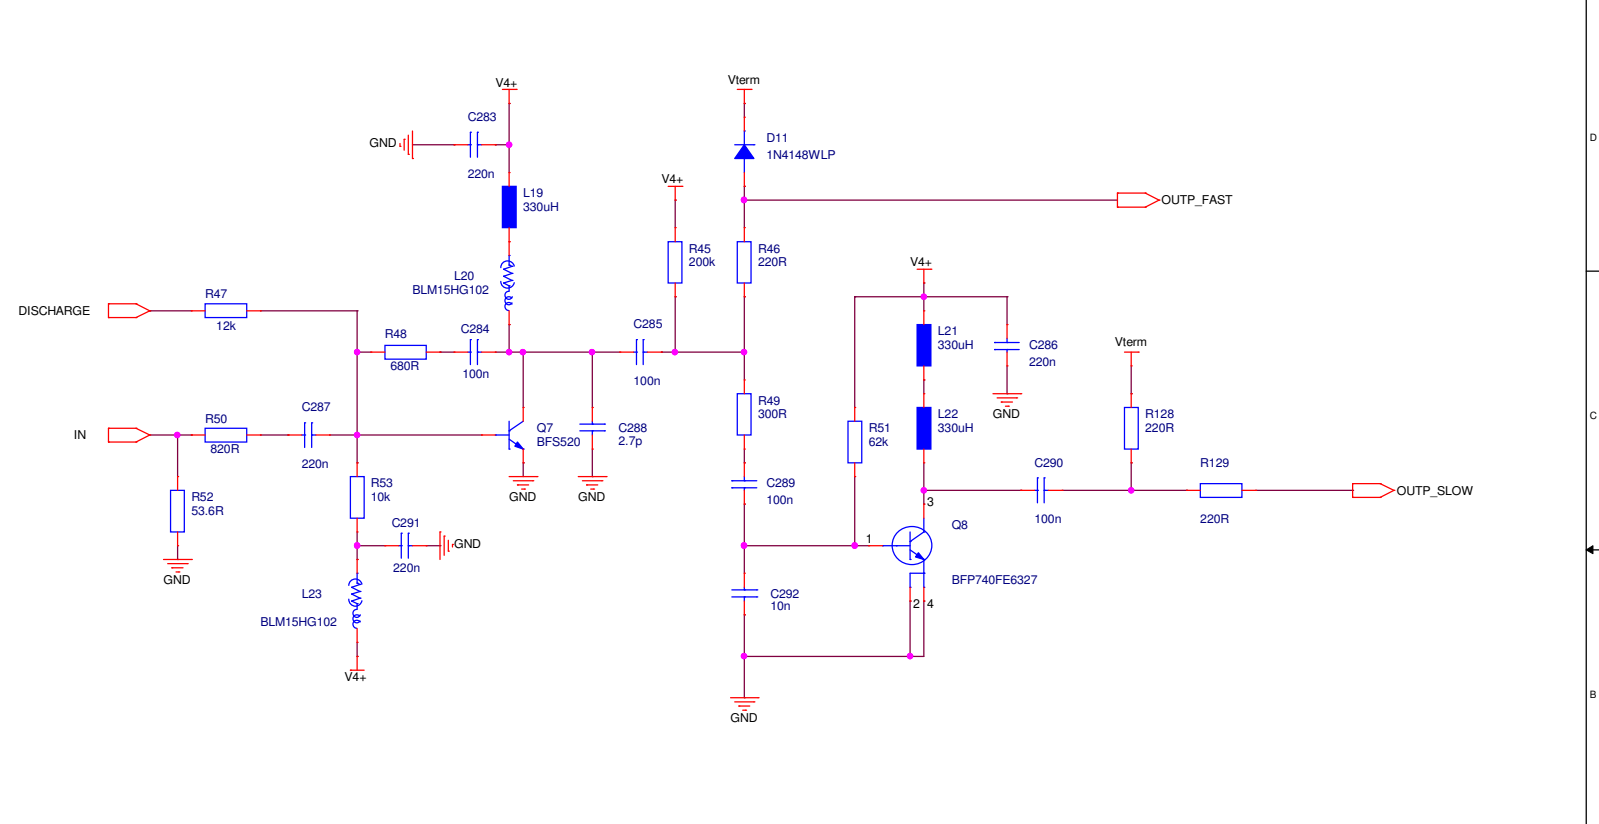 V4+
Vterm
C283
GND
220n
D11
1N4148WLP
D
V4+
L19
330uH
OUTP_FAST
R45
200k
R46
220R
L20
BLM15HG102
V4+
R47
DISCHARGE
12k
R48
680R
C284
100n
C285
100n
L21
330uH
C286
220n
GND
Vterm
R49
300R
C287
R50
IN
820R
220n
Q7
BFS520
C288
2.7p
L22
330uH
R51
62k
R128
220R
C
R53
10k
GND
GND
C289
100n
C290
100n
R129
220R
OUTP_SLOW
R52
53.6R
GND
C291
GND
220n
3
1
Q8
BFP740FE6327
2
4
L23
BLM15HG102
C292
10n
V4+
GND
B